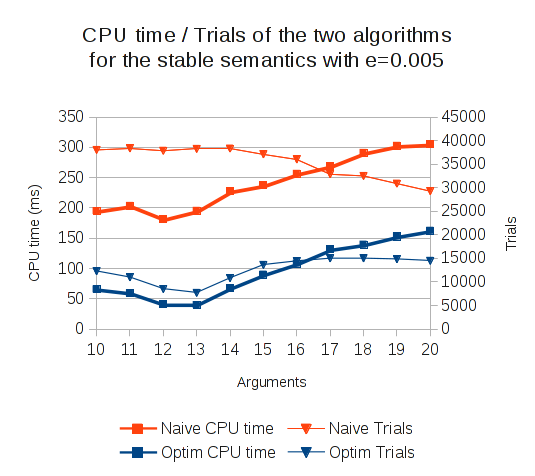 CPU time / Trials of the two algorithms
for the stable semantics with e=0.005
350 45000
300 40000
250 35000
200 30000
150 25000
100 20000
50 15000
0 10000
5000
0
CPU time (ms)
Trials
10 11 12 13 14 15 16 17 18 19 20
Arguments
Naive CPU time Naive Trials
Optim CPU time Optim Trials